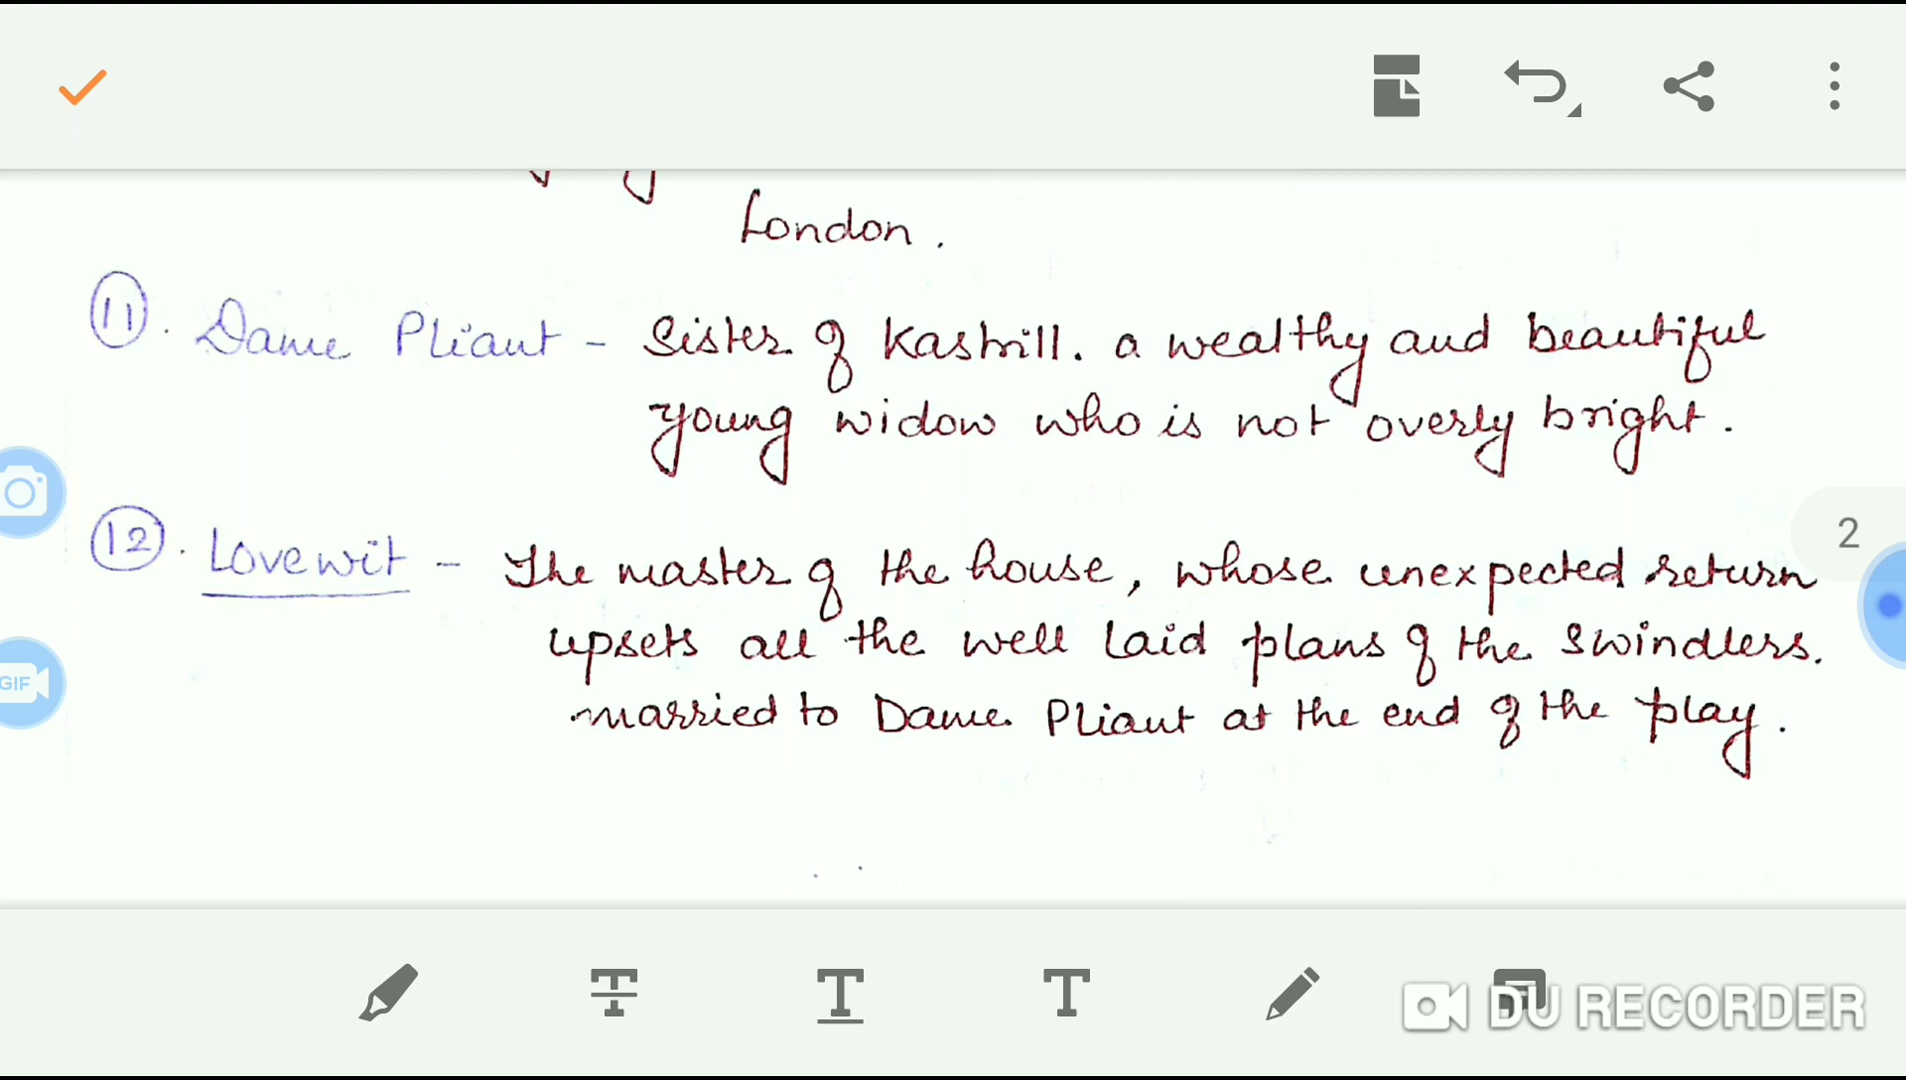 London.
11. Dame Pliant - Sister of Kastrill. a wealthy and beautiful
young widow who is not overly bright.
12. Lovewit - The master of the house, whose unexpected return
upsets all the well laid plans of the swindlers.
married to Dame Pliant at the end of the play.
2
GIF
DU RECORDER